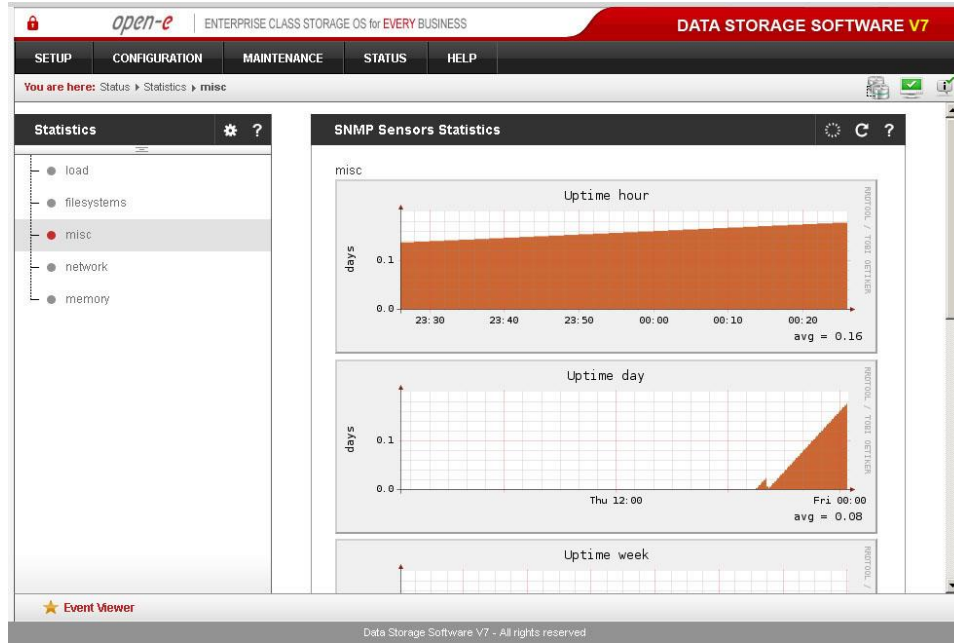 open-e ENTERPRISE CLASS STORAGE OS for EVERY BUSINESS DATA STORAGE SOFTWARE V7
SETUP CONFIGURATION MAINTENANCE STATUS HELP
You are here: Status Statistics misc
Statistics ?
load
filesystems
misc
network
memory
SNMP Sensors Statistics ?
misc
Uptime hour
days
0.1
0.0
23:30 23:40 23:50 00:00 00:10 00:20
avg = 0.16
RRDTOOL / TOBI OETIKER
Uptime day
days
0.1
0.0
Thu 12:00 Fri 00:00
avg = 0.08
RRDTOOL / TOBI OETIKER
Uptime week
RRDTOOL /
Event Viewer
Data Storage Software V7 - All rights reserved